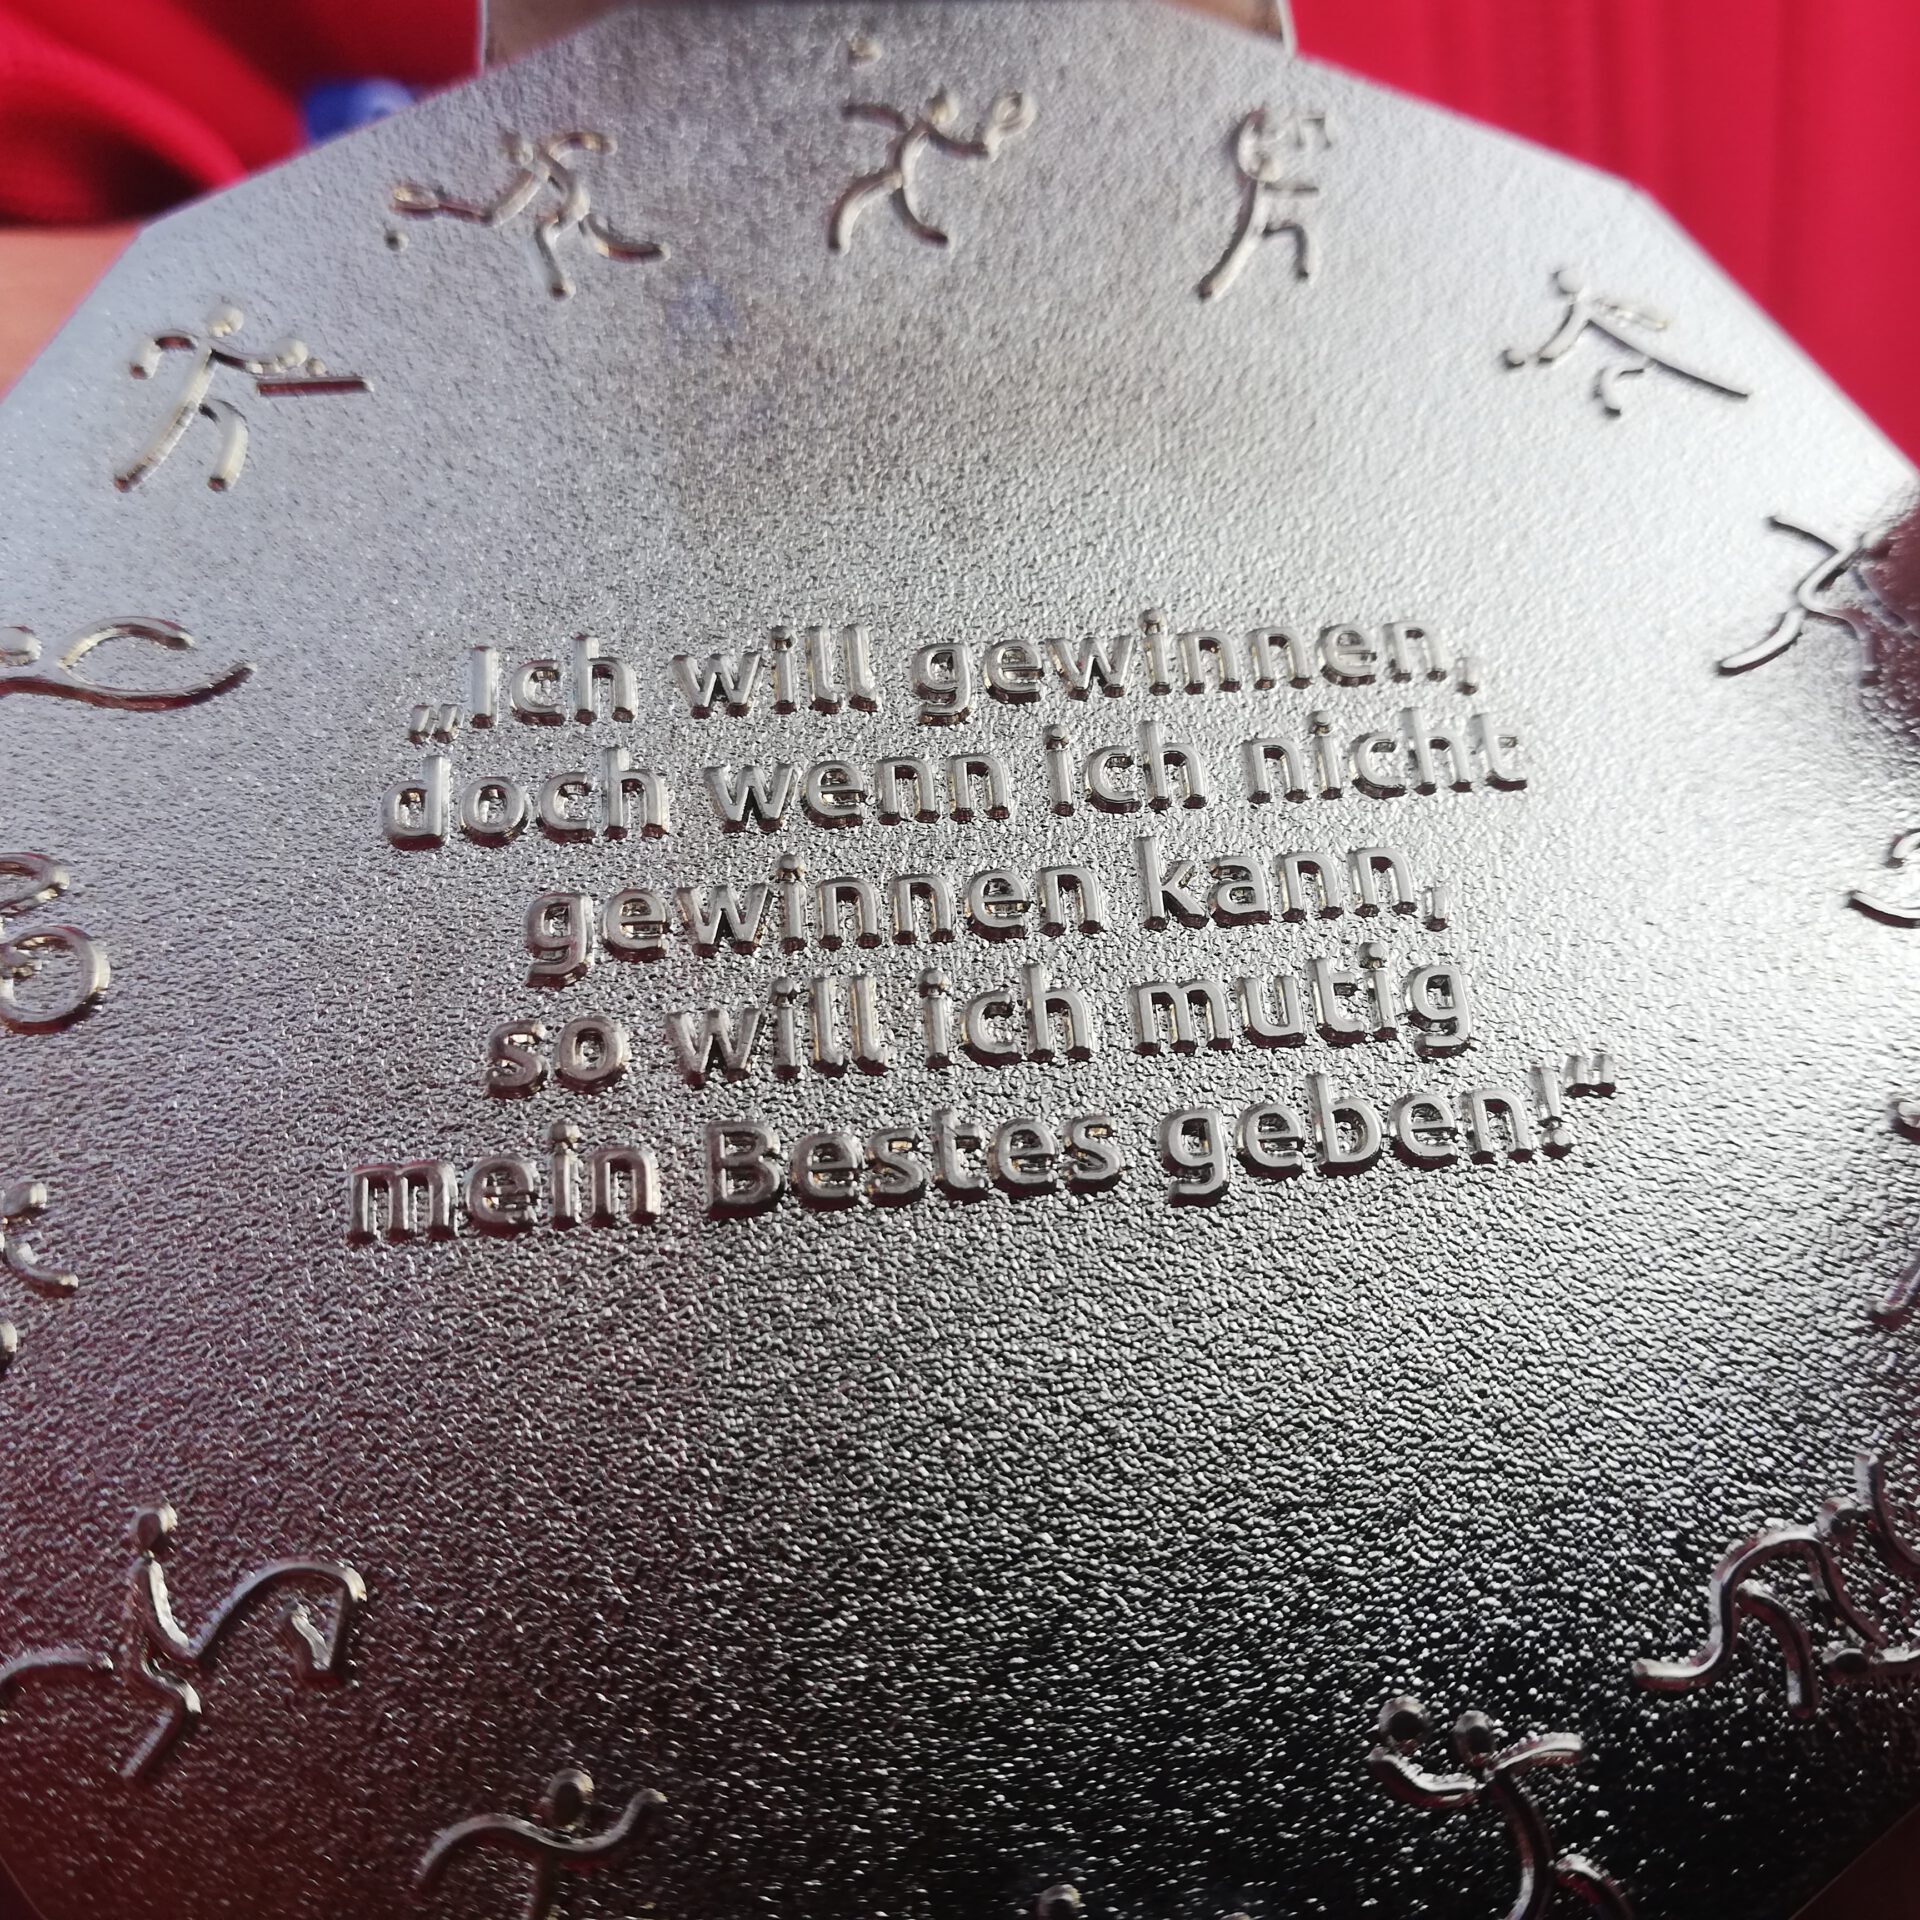 „Ich will gewinnen,
doch wenn ich nicht
gewinnen kann,
so will ich mutig
mein Bestes geben!“